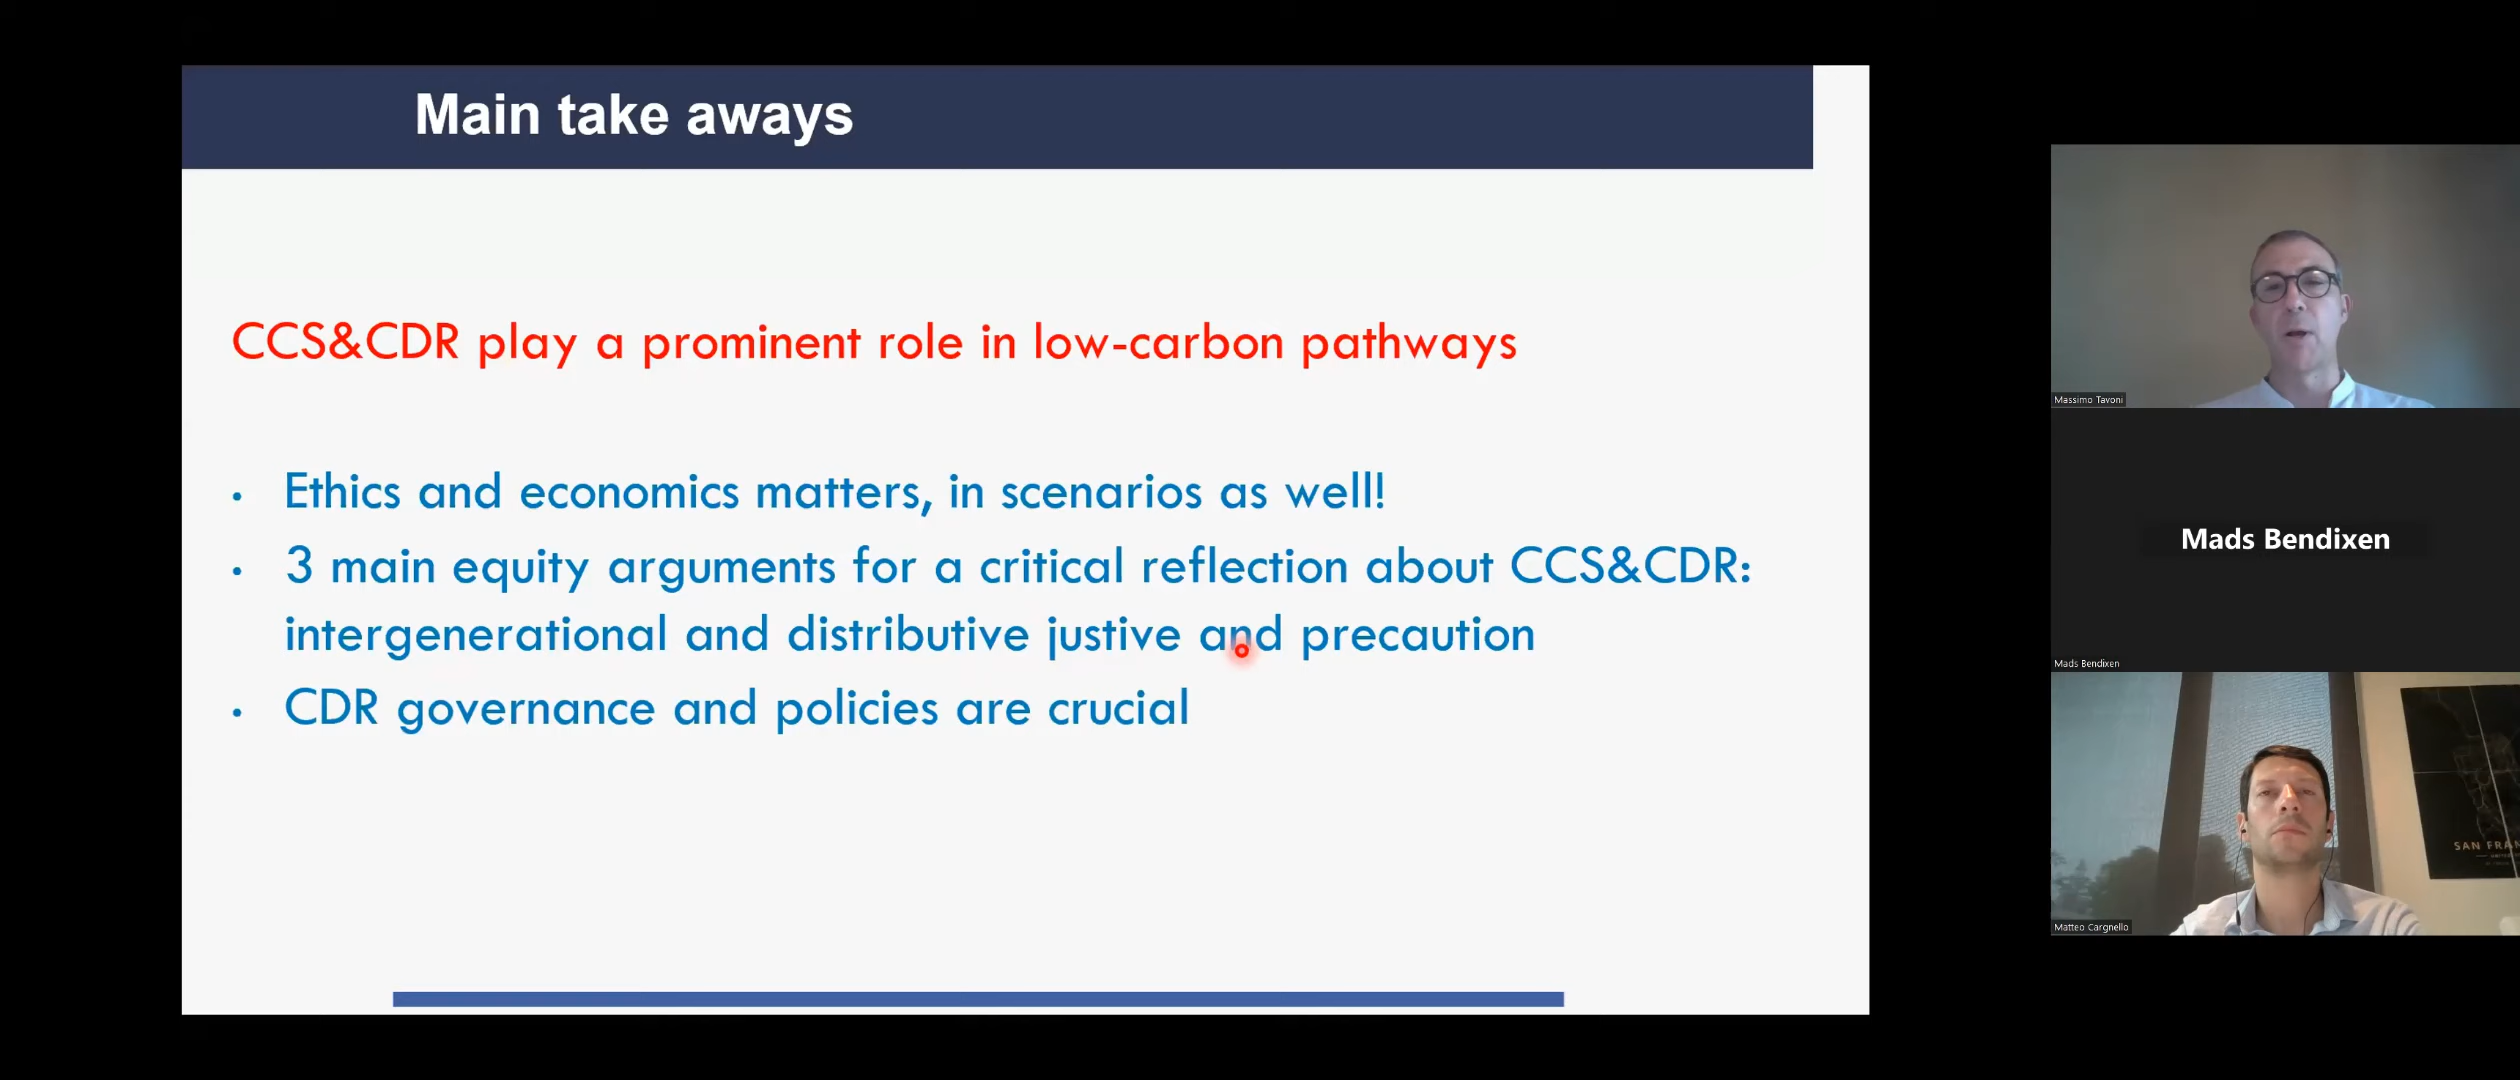 Main take aways
CCS&CDR play a prominent role in low-carbon pathways
• Ethics and economics matters, in scenarios as well!
• 3 main equity arguments for a critical reflection about CCS&CDR:
intergenerational and distributive justive and precaution
• CDR governance and policies are crucial
Massimo Tavoni
Mads Bendixen
Mads Bendixen
SAN FRAN
Matteo Cargnello